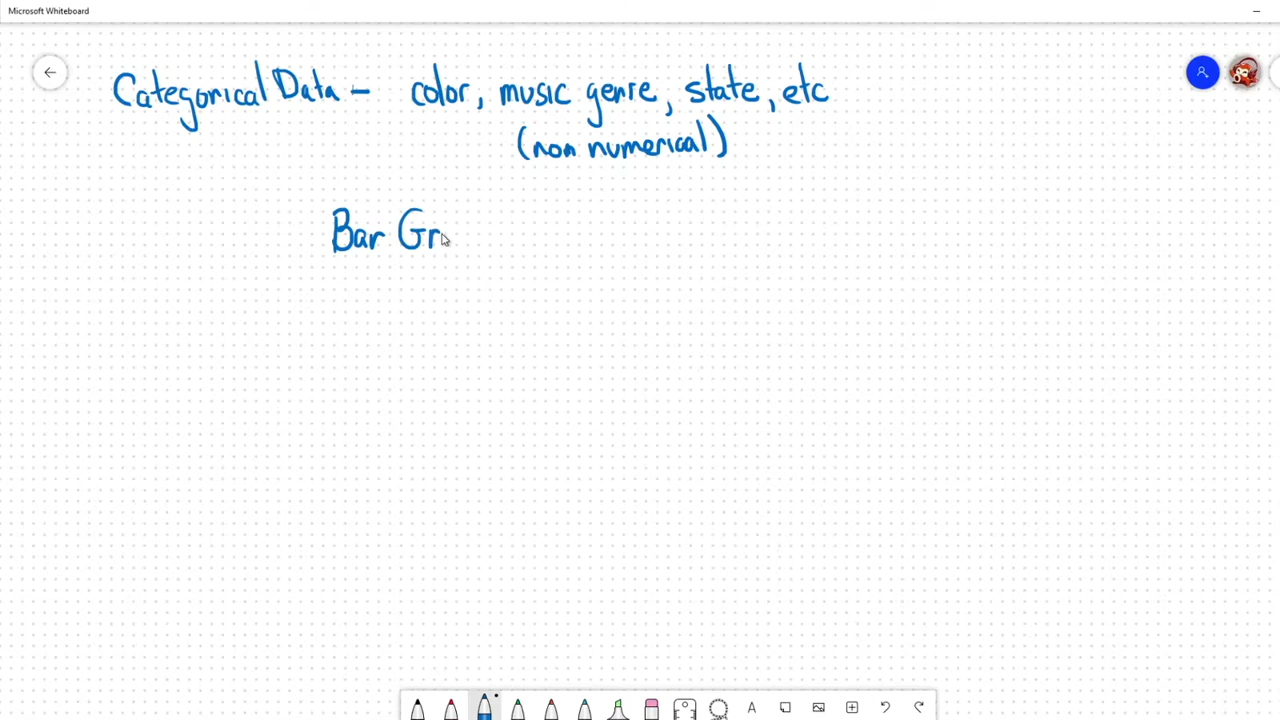 Microsoft Whiteboard
Categorical Data - color, music genre, state, etc
(non numerical)
Bar Gr
A